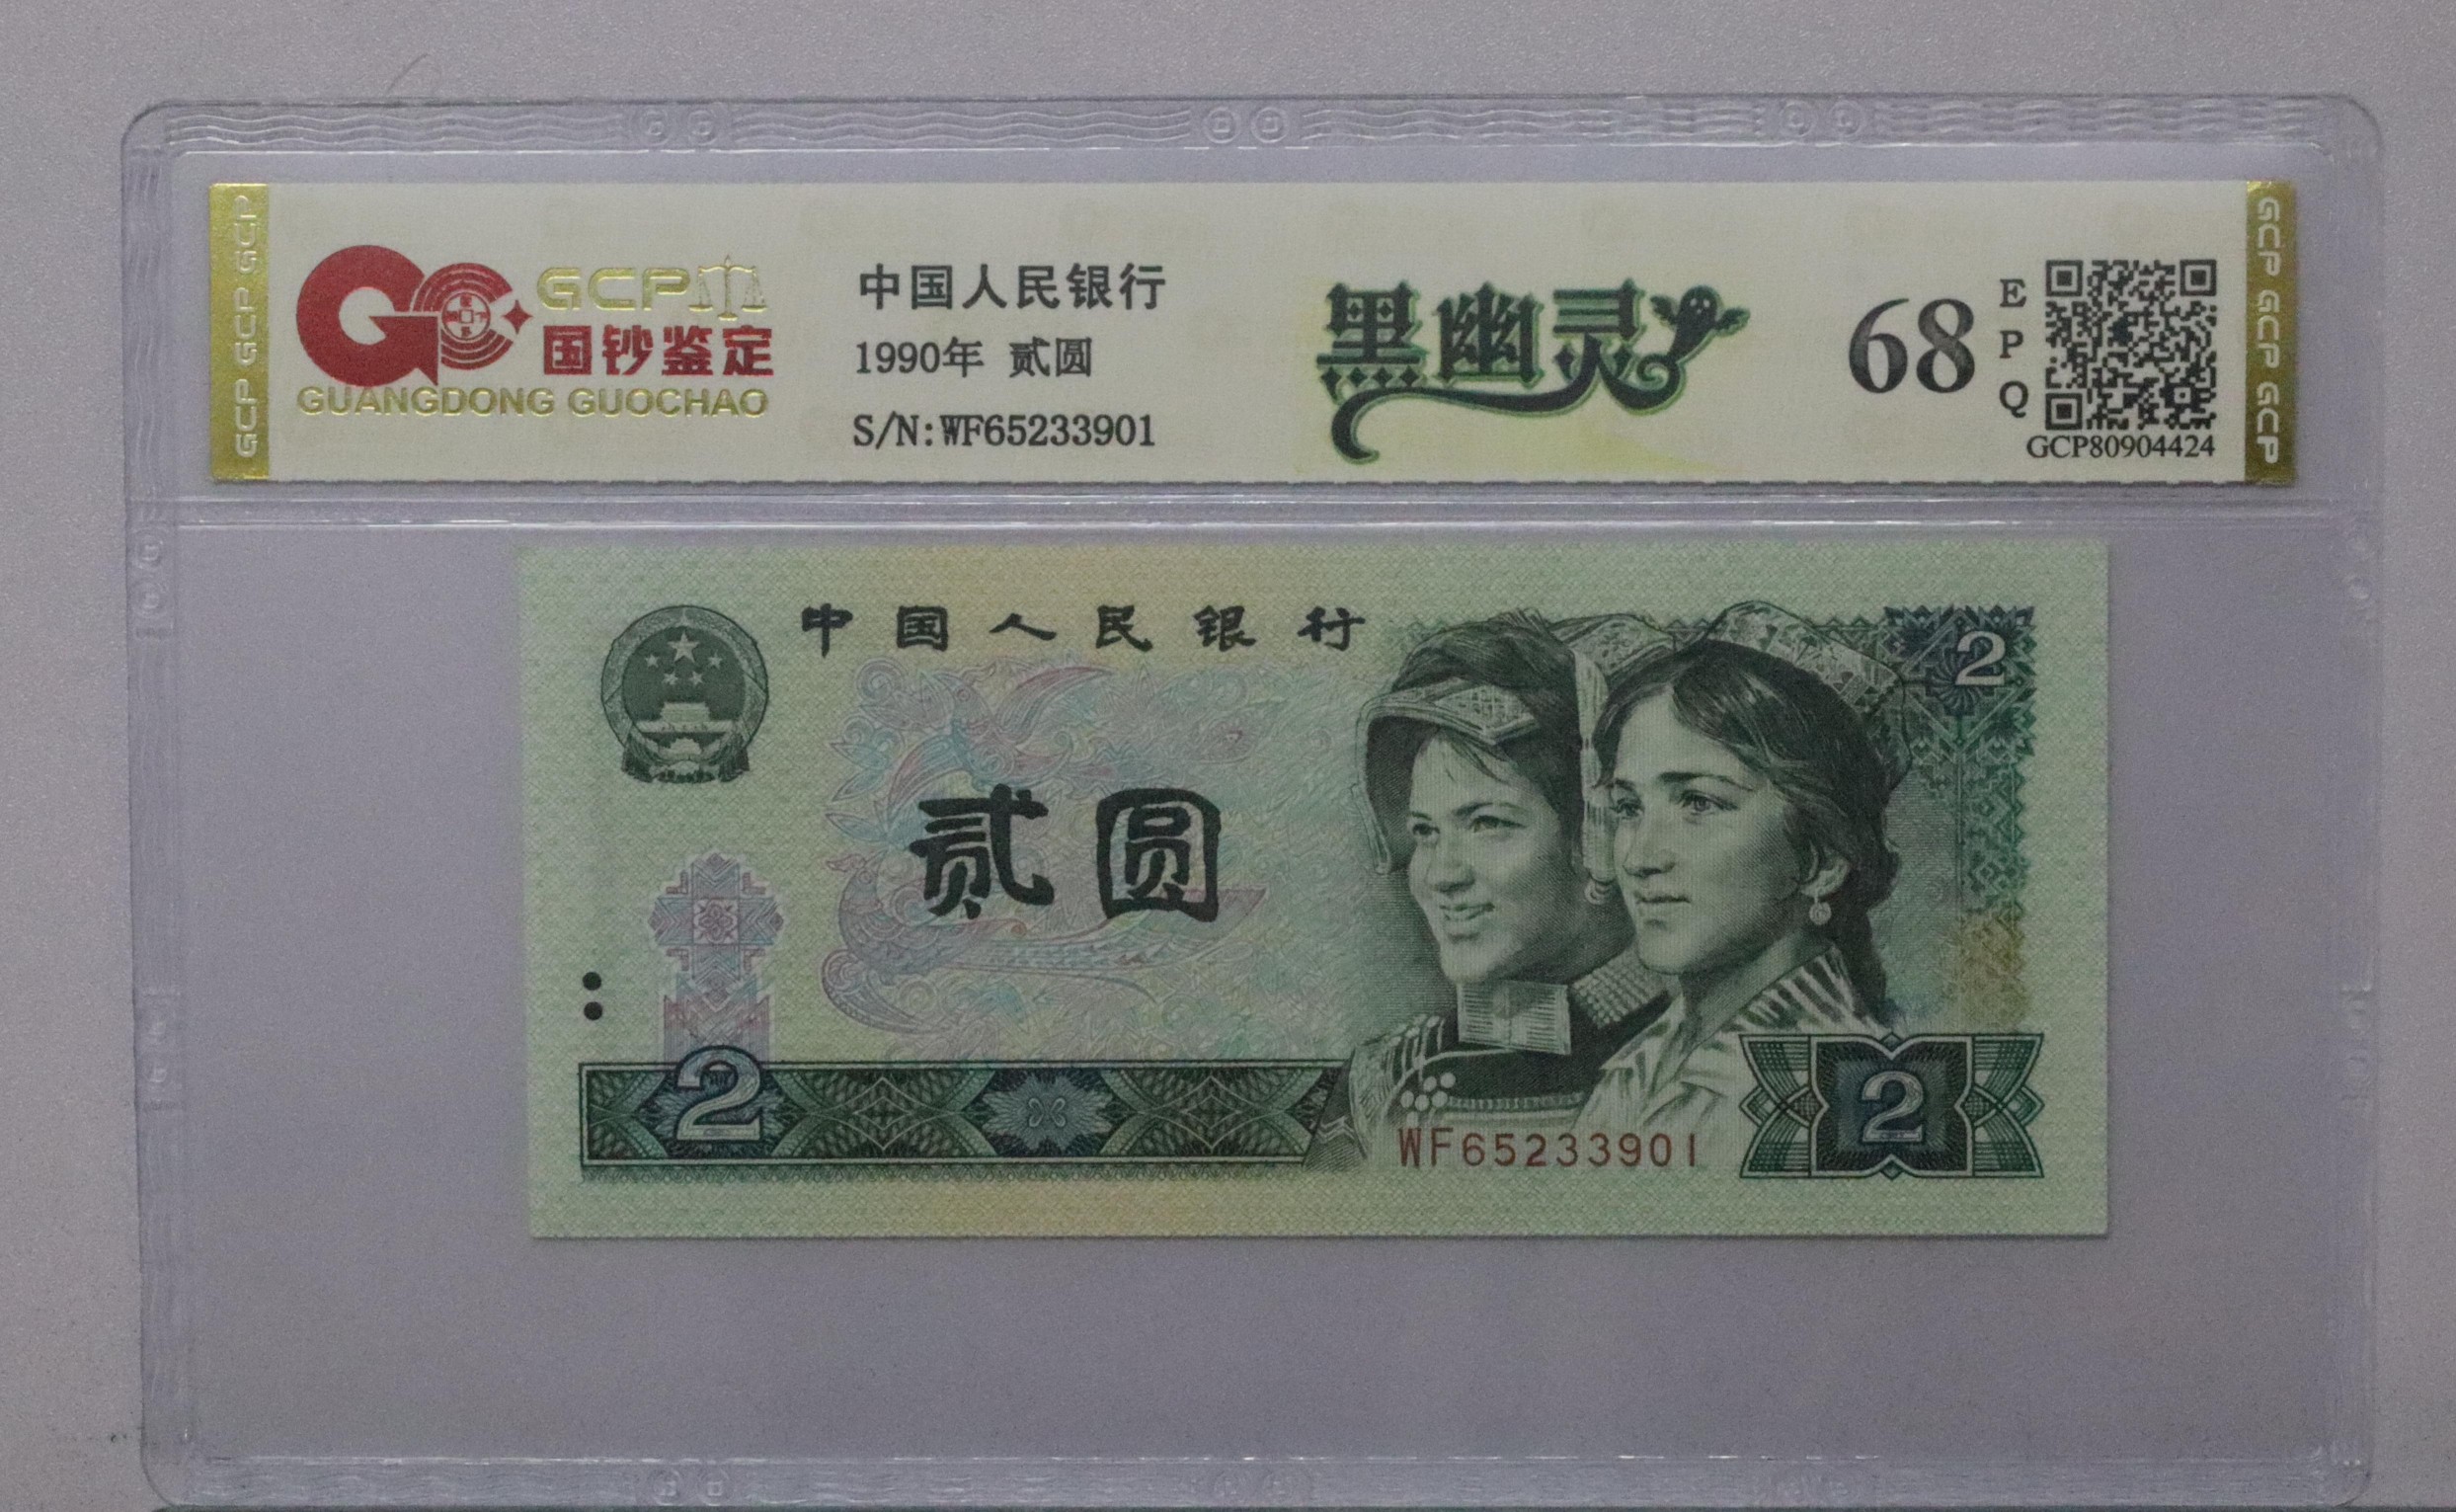 GCP GCP GCP
GCP
国钞鉴定
GUANGDONG GUOCHAO
中国人民银行
1990年 贰圆
S/N:WF65233901
黑幽灵
68
E
P
Q
GCP80904424
GCP GCP GCP
中国人民银行
2
贰圆
2
WF65233901
2